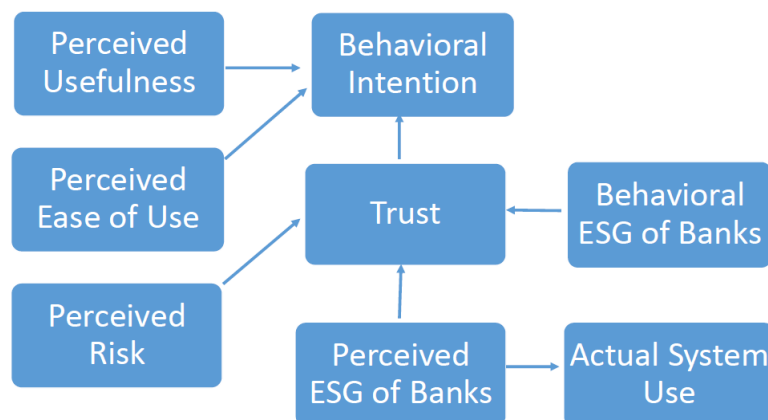 Perceived
Usefulness
Behavioral
Intention
Perceived
Ease of Use
Trust
Behavioral
ESG of Banks
Perceived
Risk
Perceived
ESG of Banks
Actual System
Use